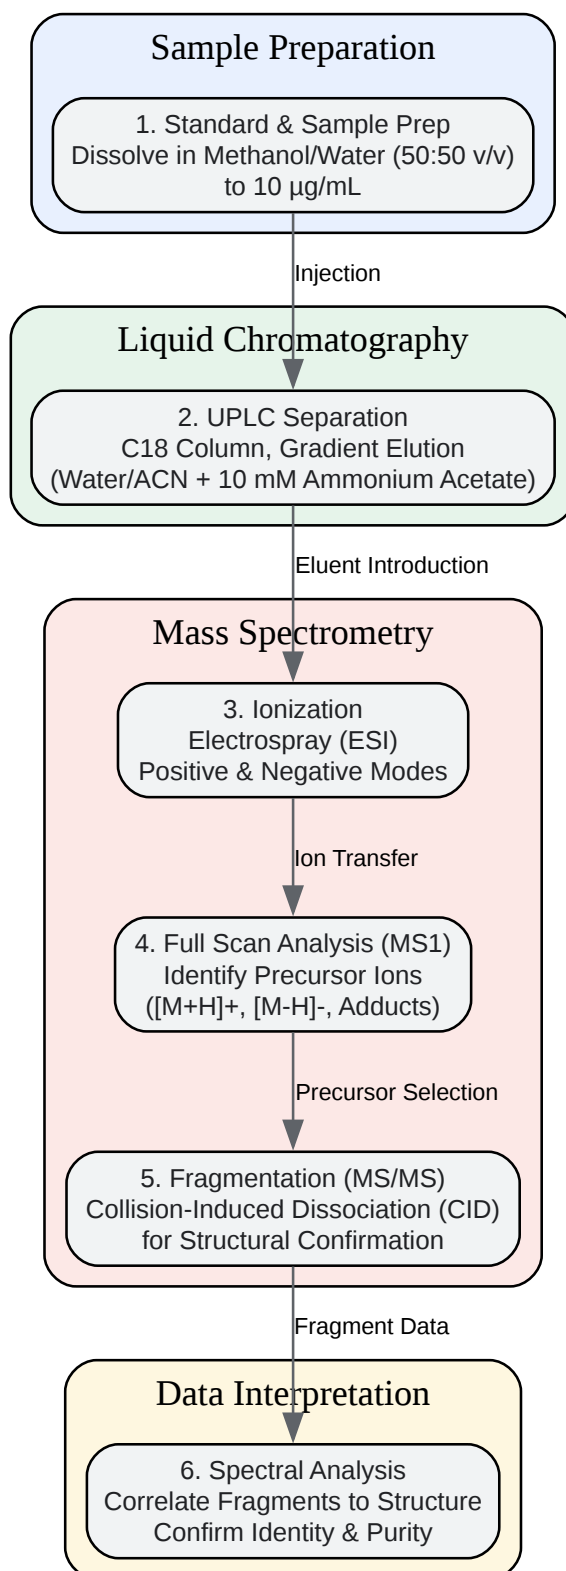 Sample Preparation
1. Standard & Sample Prep
Dissolve in Methanol/Water (50:50 v/v)
to 10 µg/mL
Injection
Liquid Chromatography
2. UPLC Separation
C18 Column, Gradient Elution
(Water/ACN + 10 mM Ammonium Acetate)
Eluent Introduction
Mass Spectrometry
3. Ionization
Electrospray (ESI)
Positive & Negative Modes
Ion Transfer
4. Full Scan Analysis (MS1)
Identify Precursor Ions
([M+H]+, [M-H]-, Adducts)
Precursor Selection
5. Fragmentation (MS/MS)
Collision-Induced Dissociation (CID)
for Structural Confirmation
Fragment Data
Data Interpretation
6. Spectral Analysis
Correlate Fragments to Structure
Confirm Identity & Purity